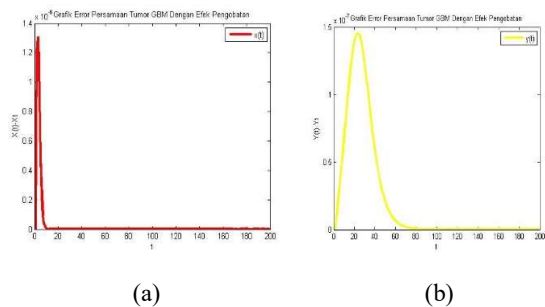 x 10⁻⁸ Grafik Error Persamaan Tumor GBM Dengan Efek Pengobatan
x(t)
1.4
1.2
1
0.8
0.6
0.4
0.2
0
X(t)-Xt
0 20 40 60 80 100 120 140 160 180 200
t
(a)
x 10⁻⁷ Grafik Error Persamaan Tumor GBM Dengan Efek Pengobatan
y(t)
1.5
1
0.5
0
Y(t)-Yt
0 20 40 60 80 100 120 140 160 180 200
t
(b)